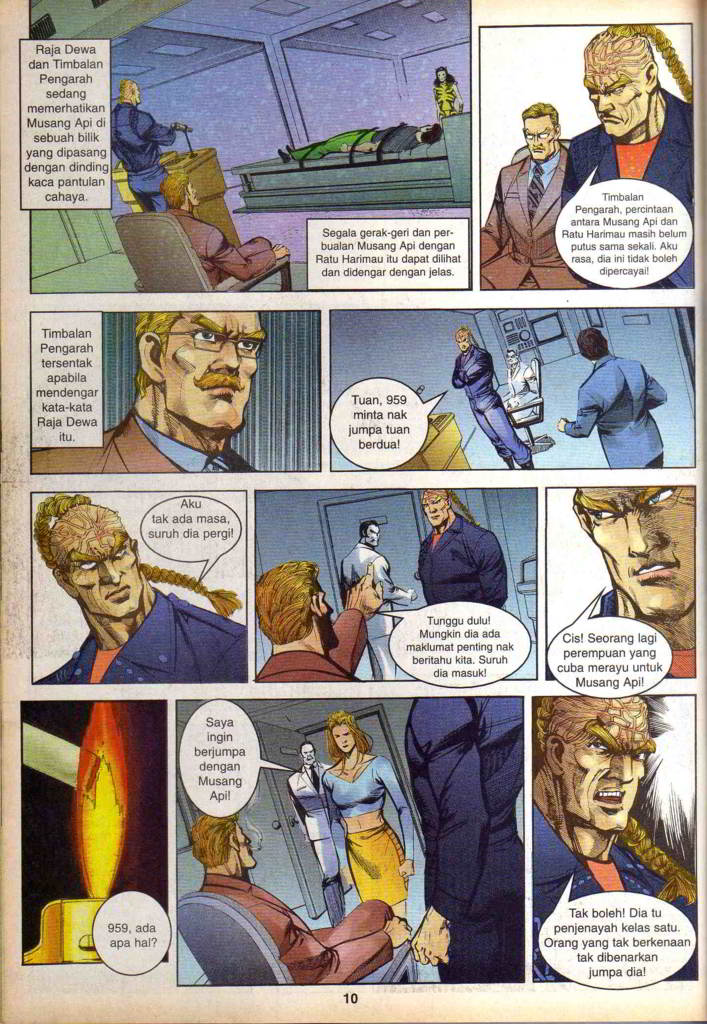 Raja Dewa
dan Timbalan
Pengarah
sedang
memerhatikan
Musang Api di
sebuah bilik
yang dipasang
dengan dinding
kaca pantulan
cahaya.
Segala gerak-geri dan per-
bualan Musang Api dengan
Ratu Harimau itu dapat dilihat
dan didengar dengan jelas.
Timbalan
Pengarah, percintaan
antara Musang Api dan
Ratu Harimau masih belum
putus sama sekali. Aku
rasa, dia ini tidak boleh
dipercayai!
Timbalan
Pengarah
tersentak
apabila
mendengar
kata-kata
Raja Dewa
itu.
Tuan, 959
minta nak
jumpa tuan
berdua!
Aku
tak ada masa,
suruh dia pergi!
Tunggu dulu!
Mungkin dia ada
maklumat penting nak
beritahu kita. Suruh
dia masuk!
Cis! Seorang lagi
perempuan yang
cuba merayu untuk
Musang Api!
959, ada
apa hal?
Saya
ingin
berjumpa
dengan
Musang
Api!
Tak boleh! Dia tu
penjenayah kelas satu.
Orang yang tak berkenaan
tak dibenarkan
jumpa dia!
10